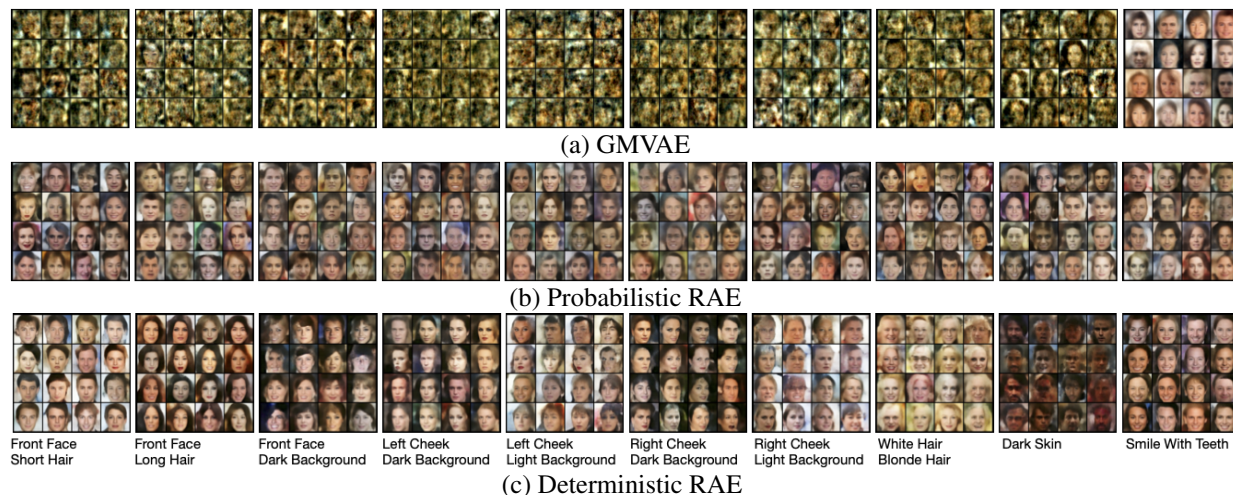 (a) GMVAE
(b) Probabilistic RAE
Front Face
Short Hair
Front Face
Long Hair
Front Face
Dark Background
Left Cheek
Dark Background
Left Cheek
Light Background
Right Cheek
Dark Background
Right Cheek
Light Background
White Hair
Blonde Hair
Dark Skin
Smile With Teeth
(c) Deterministic RAE